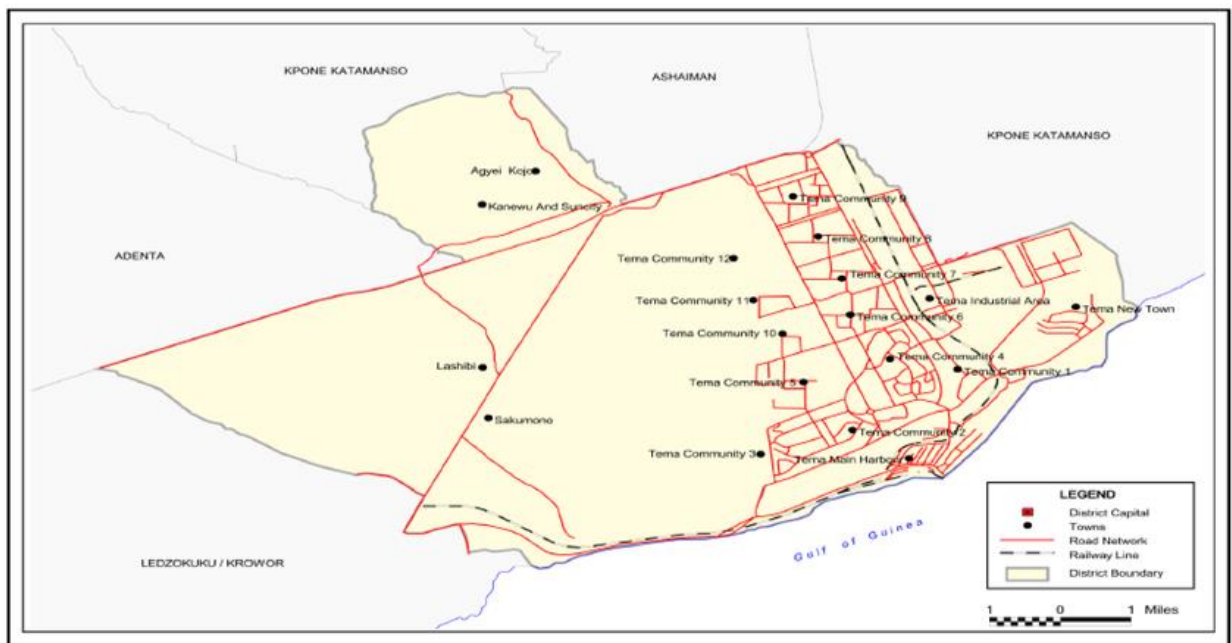 KPONE KATAMANSO
ASHAIMAN
KPONE KATAMANSO
Agyei Kojo
Tema Community 9
Kanewu And Suncity
Tema Community 8
ADENTA
Tema Community 12
Tema Community 7
Tema Community 11
Tema Industrial Area
Tema New Town
Tema Community 6
Tema Community 10
Tema Community 4
Lashibi
Tema Community 1
Tema Community 5
Sakumono
Tema Community 2
Tema Community 3
Tema Main Harbour
Gulf of Guinea
LEDZOKUKU / KROWOR
LEGEND
District Capital
Towns
Road Network
Railway Line
District Boundary
1 0 1 Miles